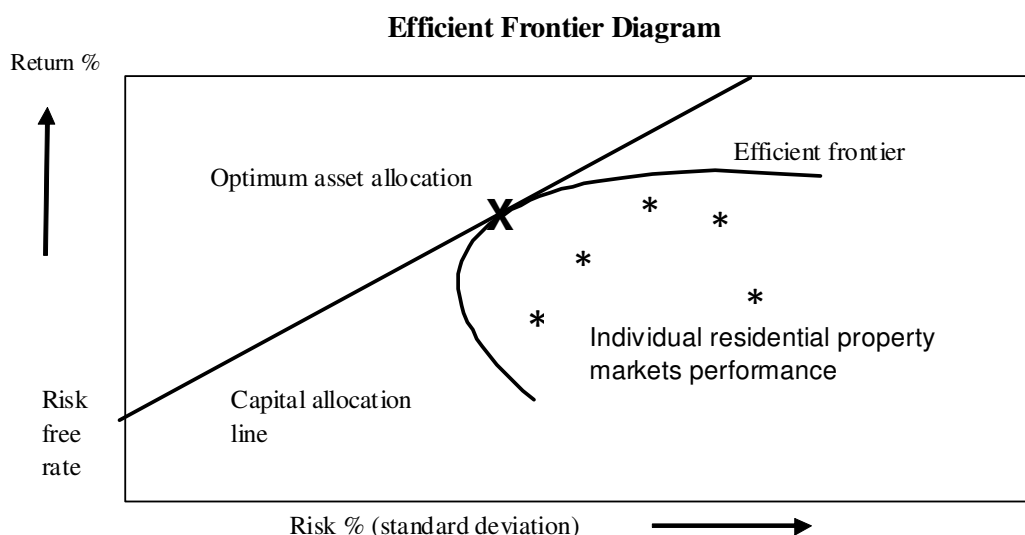 Efficient Frontier Diagram
Return %
Efficient frontier
Optimum asset allocation
X
*
*
*
*
*
Individual residential property
markets performance
Risk
free
rate
Capital allocation
line
Risk % (standard deviation)